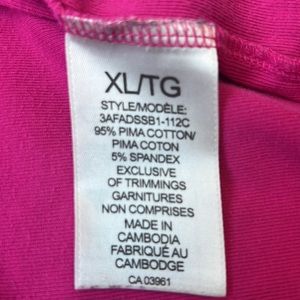 XL/TG
STYLE/MODÈLE:
3AFADSSB1-112C
95% PIMA COTTON/
PIMA COTON
5% SPANDEX
EXCLUSIVE
OF TRIMMINGS
GARNITURES
NON COMPRISES
MADE IN
CAMBODIA
FABRIQUÉ AU
CAMBODGE
CA 03961